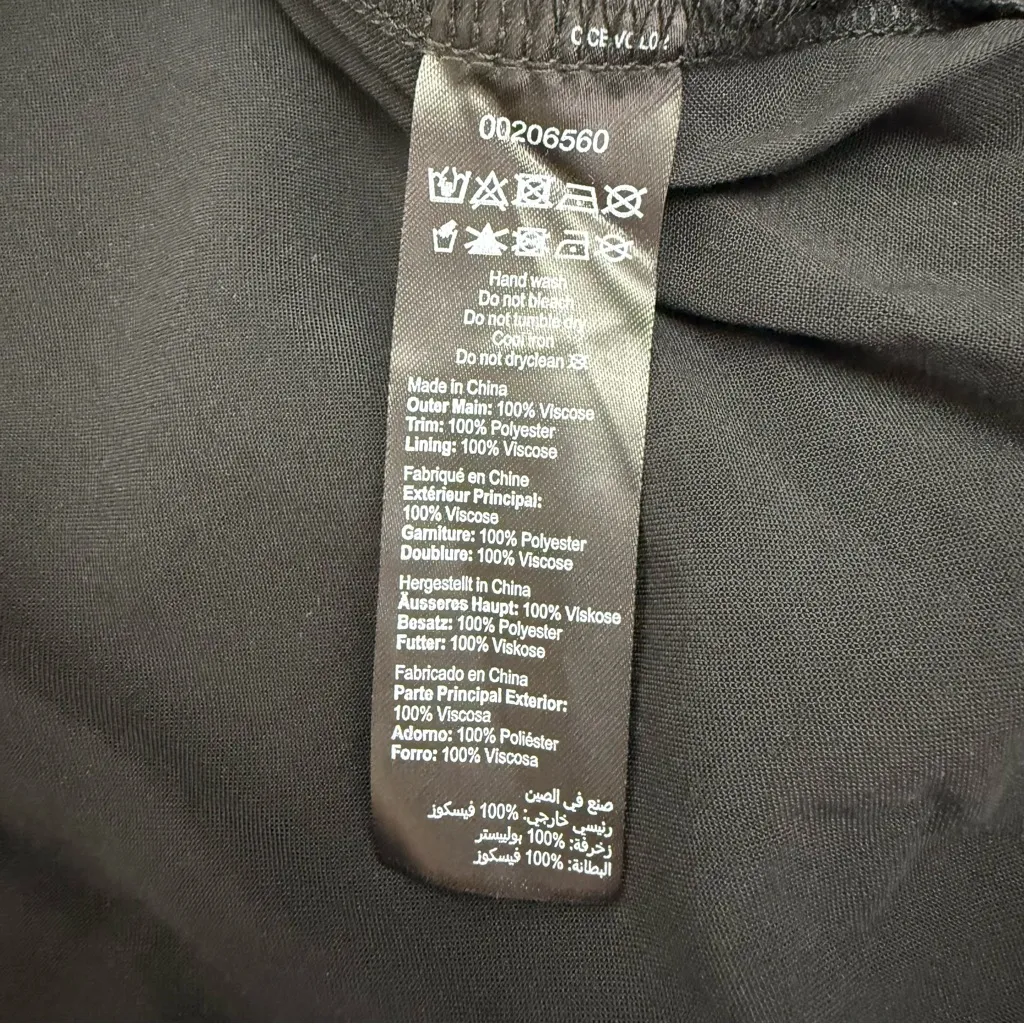 00206560
Hand wash
Do not bleach
Do not tumble dry
Cool iron
Do not dryclean
Made in China
Outer Main: 100% Viscose
Trim: 100% Polyester
Lining: 100% Viscose
Fabriqué en Chine
Extérieur Principal:
100% Viscose
Garniture: 100% Polyester
Doublure: 100% Viscose
Hergestellt in China
Äusseres Haupt: 100% Viskose
Besatz: 100% Polyester
Futter: 100% Viskose
Fabricado en China
Parte Principal Exterior:
100% Viscosa
Adorno: 100% Poliéster
Forro: 100% Viscosa
صنع في الصين
رئيسي خارجي: 100% فيسكوز
زخرفة: 100% بوليستر
البطانة: 100% فيسكوز